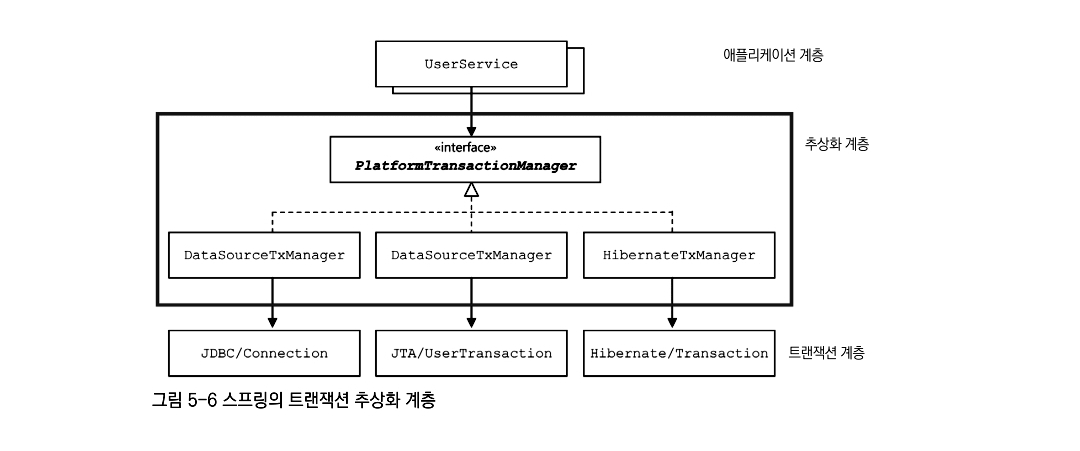 UserService
애플리케이션 계층
«interface»
PlatformTransactionManager
추상화 계층
DataSourceTxManager
DataSourceTxManager
HibernateTxManager
JDBC/Connection
JTA/UserTransaction
Hibernate/Transaction
트랜잭션 계층
그림 5-6 스프링의 트랜잭션 추상화 계층